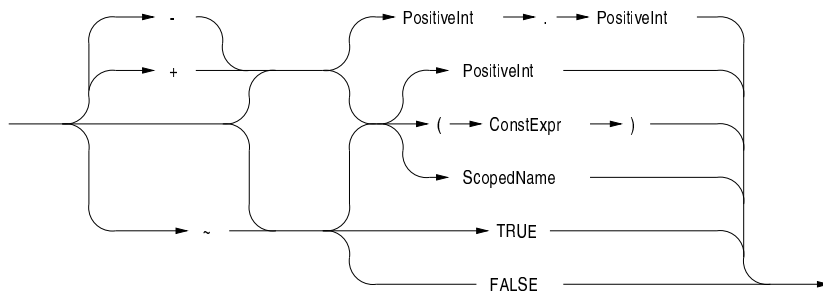 - PositiveInt . PositiveInt
+ PositiveInt
( ConstExpr )
ScopedName
~ TRUE
FALSE